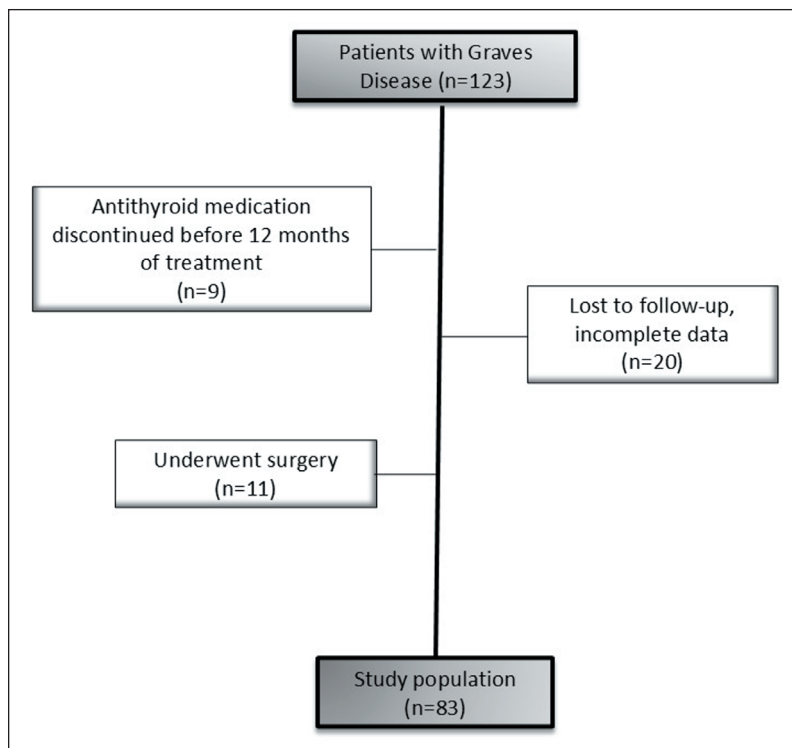 Patients with Graves
Disease (n=123)
Antithyroid medication
discontinued before 12 months
of treatment
(n=9)
Lost to follow-up,
incomplete data
(n=20)
Underwent surgery
(n=11)
Study population
(n=83)